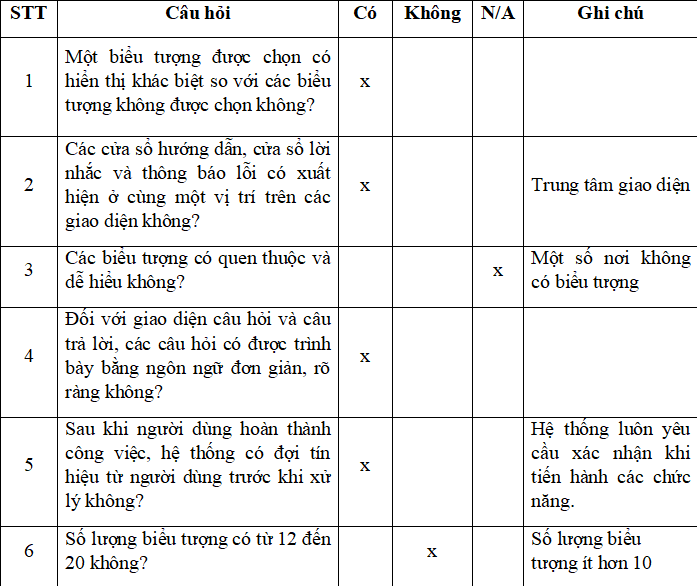 STT Câu hỏi Có Không N/A Ghi chú
1
Một biểu tượng được chọn có
hiển thị khác biệt so với các biểu
tượng không được chọn không?
x
2
Các cửa sổ hướng dẫn, cửa sổ lời
nhắc và thông báo lỗi có xuất
hiện ở cùng một vị trí trên các
giao diện không?
x
Trung tâm giao diện
3
Các biểu tượng có quen thuộc và
dễ hiểu không?
x
Một số nơi không
có biểu tượng
4
Đối với giao diện câu hỏi và câu
trả lời, các câu hỏi có được trình
bày bằng ngôn ngữ đơn giản, rõ
ràng không?
x
5
Sau khi người dùng hoàn thành
công việc, hệ thống có đợi tín
hiệu từ người dùng trước khi xử
lý không?
x
Hệ thống luôn yêu
cầu xác nhận khi
tiến hành các chức
năng.
6
Số lượng biểu tượng có từ 12 đến
20 không?
x
Số lượng biểu
tượng ít hơn 10